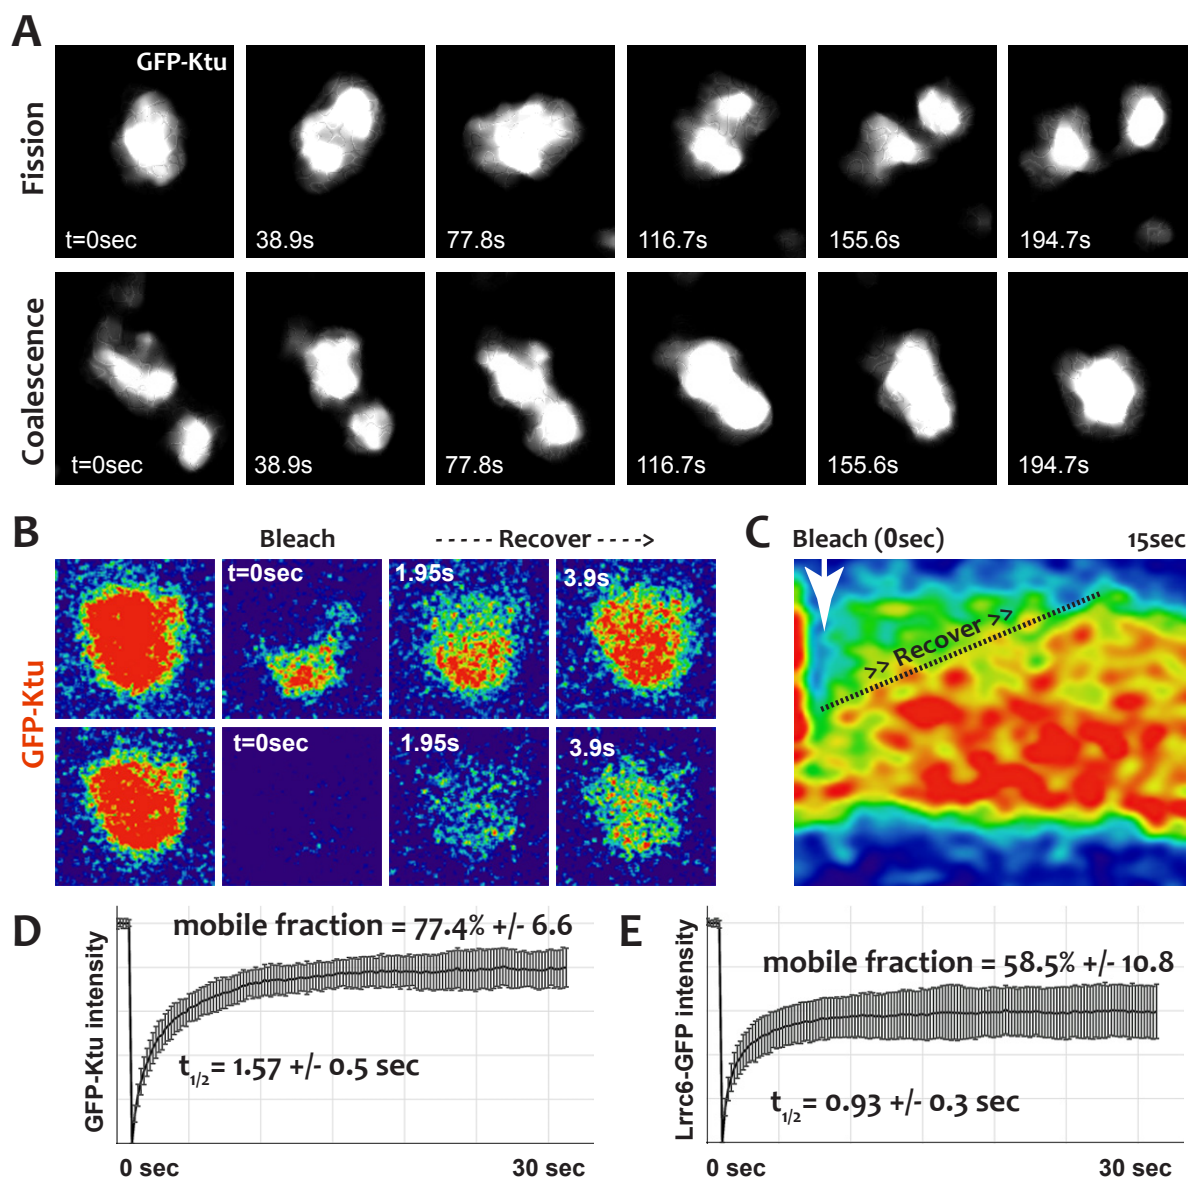 A
GFP-Ktu
Fission
t=0sec
38.9s
77.8s
116.7s
155.6s
194.7s
Coalescence
t=0sec
38.9s
77.8s
116.7s
155.6s
194.7s
B
Bleach
- - - - - Recover - - - ->
GFP-Ktu
t=0sec
1.95s
3.9s
t=0sec
1.95s
3.9s
C
Bleach (0sec)
15sec
>> Recover >>
D
mobile fraction = 77.4% +/- 6.6
GFP-Ktu intensity
t1/2= 1.57 +/- 0.5 sec
0 sec
30 sec
E
mobile fraction = 58.5% +/- 10.8
Lrrc6-GFP intensity
t1/2= 0.93 +/- 0.3 sec
0 sec
30 sec